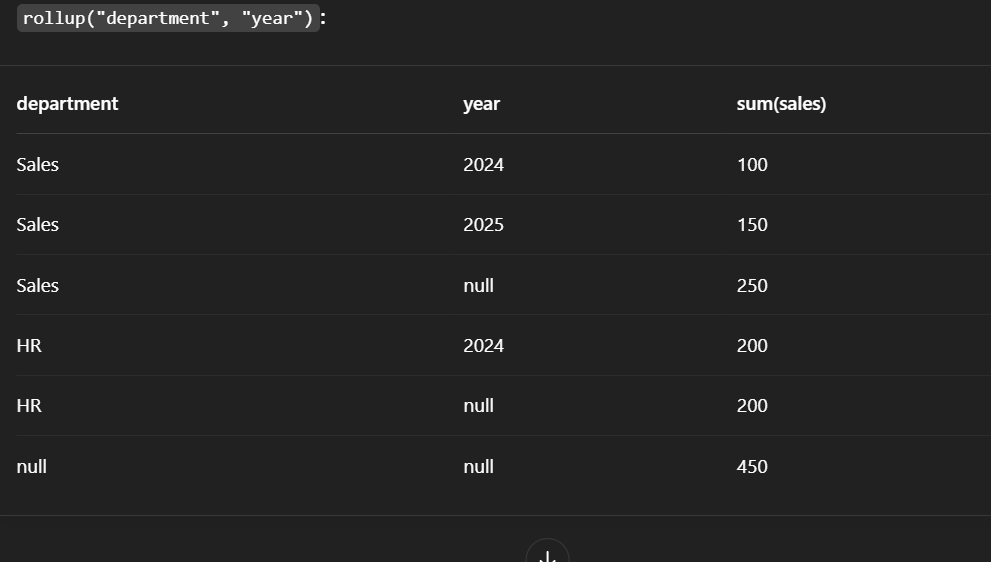 rollup("department", "year"):
department year sum(sales)
Sales 2024 100
Sales 2025 150
Sales null 250
HR 2024 200
HR null 200
null null 450